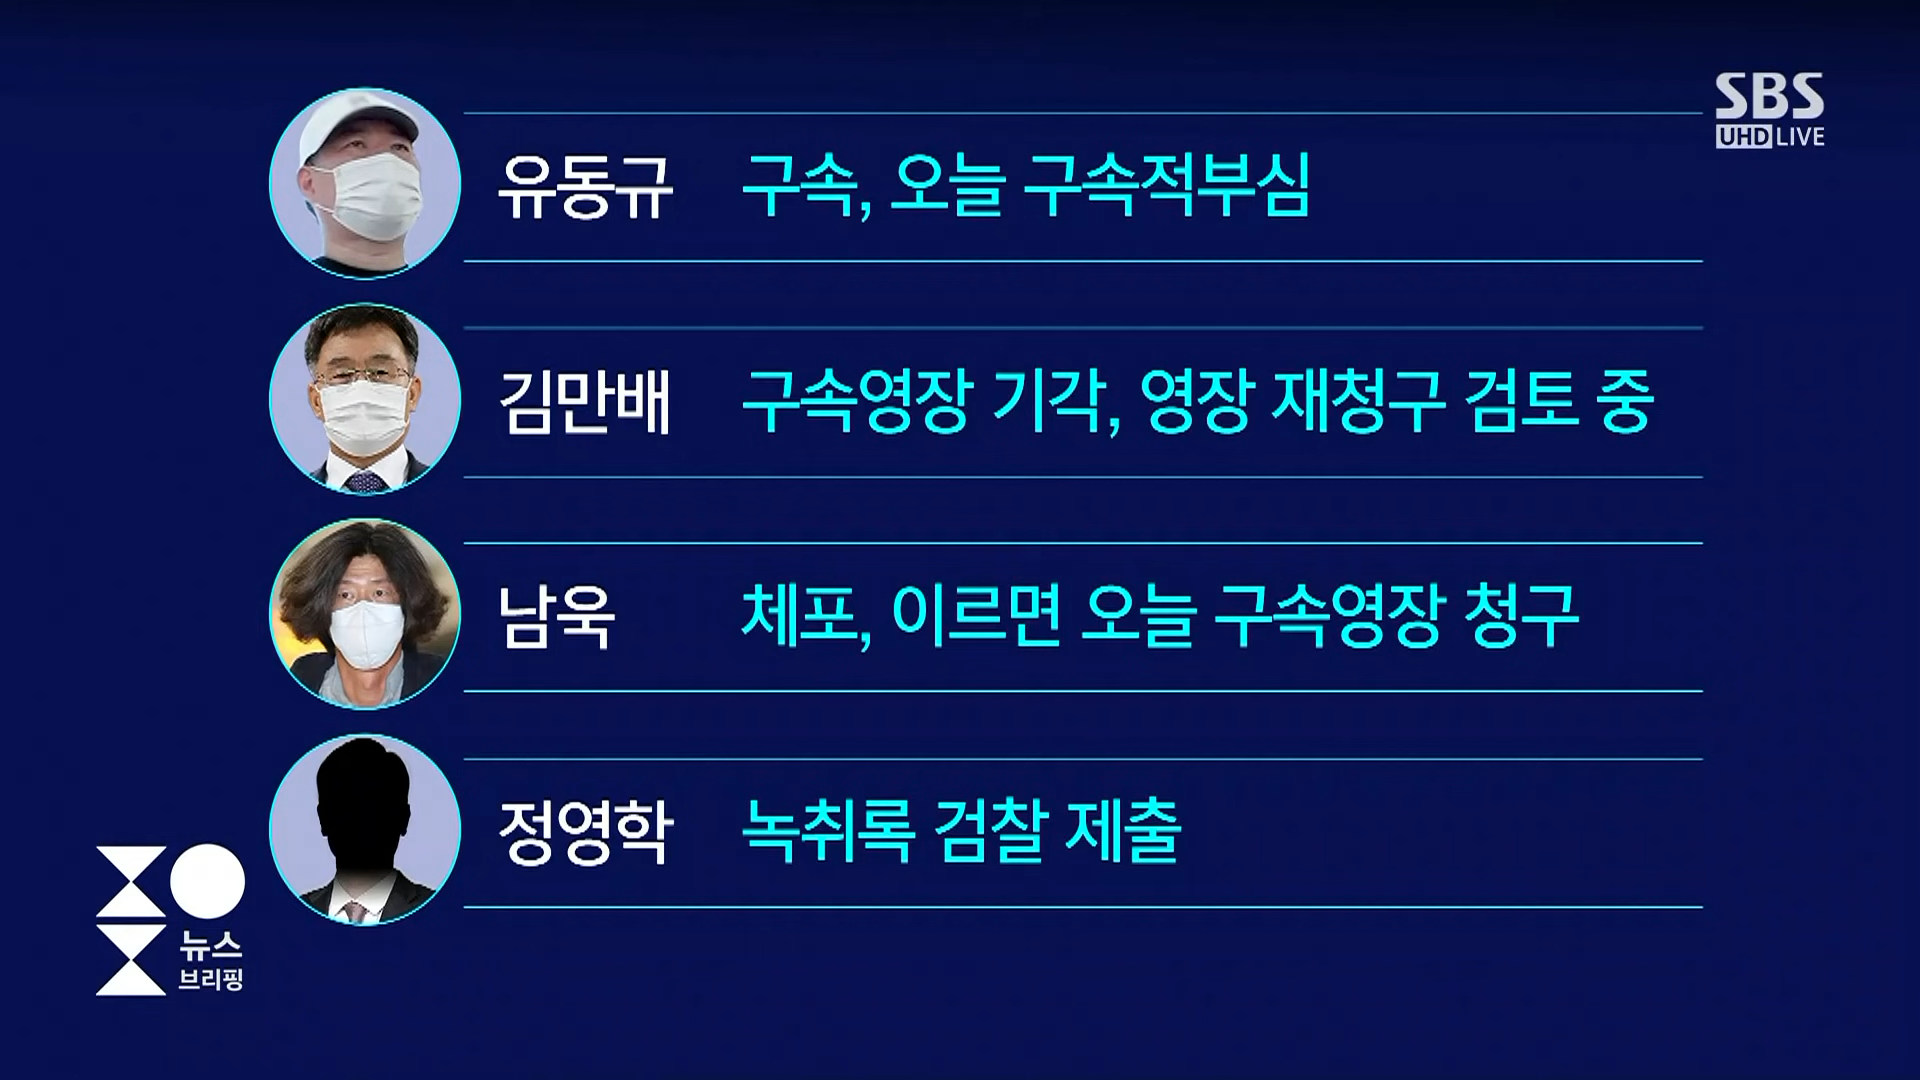 SBS
UHD LIVE
유동규 구속, 오늘 구속적부심
김만배 구속영장 기각, 영장 재청구 검토 중
남욱 체포, 이르면 오늘 구속영장 청구
정영학 녹취록 검찰 제출
뉴스
브리핑